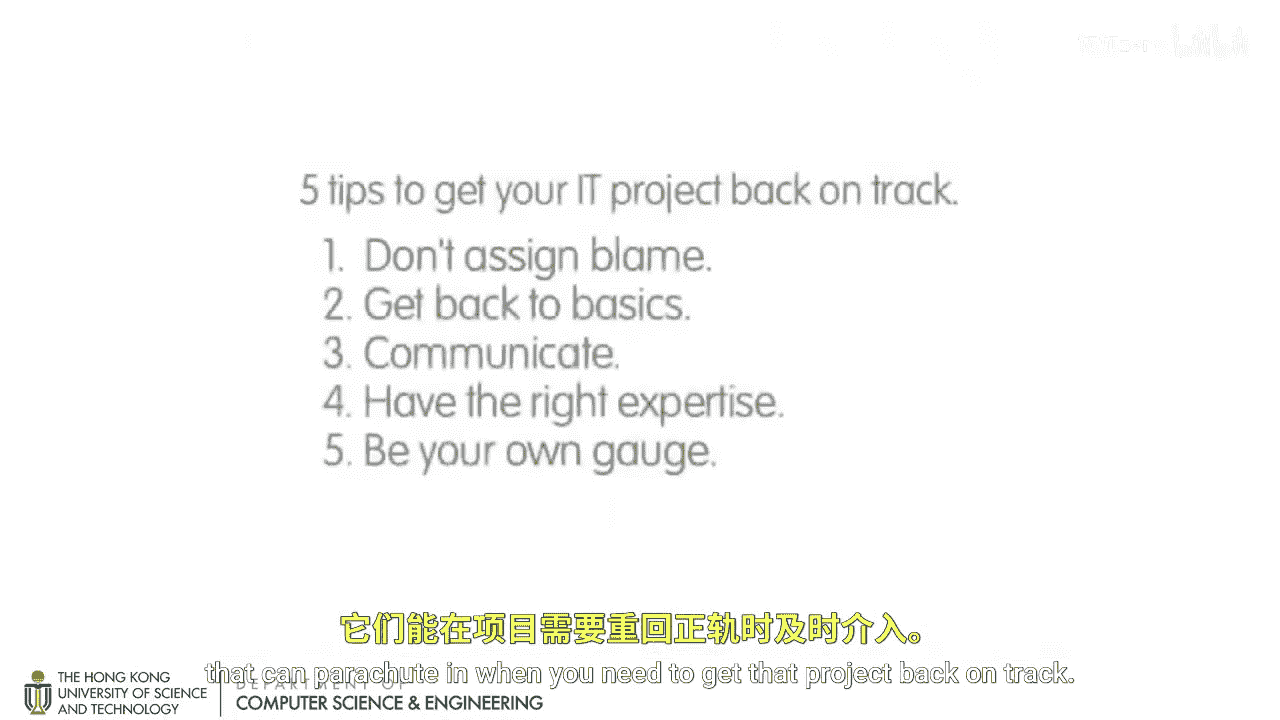 5 tips to get your IT project back on track.
1. Don't assign blame.
2. Get back to basics.
3. Communicate.
4. Have the right expertise.
5. Be your own gauge.
它们能在项目需要重回正轨时及时介入。
that can parachute in when you need to get that project back on track.
THE HONG KONG
UNIVERSITY OF SCIENCE
AND TECHNOLOGY
DEPARTMENT OF
COMPUTER SCIENCE & ENGINEERING